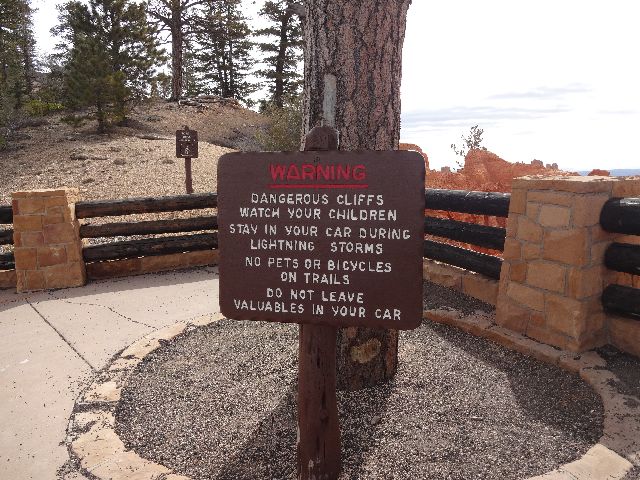 WARNING
DANGEROUS CLIFFS
WATCH YOUR CHILDREN
STAY IN YOUR CAR DURING
LIGHTNING STORMS
NO PETS OR BICYCLES
ON TRAILS
DO NOT LEAVE
VALUABLES IN YOUR CAR